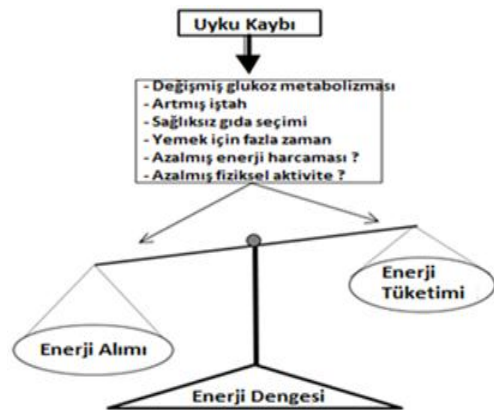 Uyku Kaybı
- Değişmiş glukoz metabolizması
- Artmış iştah
- Sağlıksız gıda seçimi
- Yemek için fazla zaman
- Azalmış enerji harcaması ?
- Azalmış fiziksel aktivite ?
Enerji
Tüketimi
Enerji Alımı
Enerji Dengesi